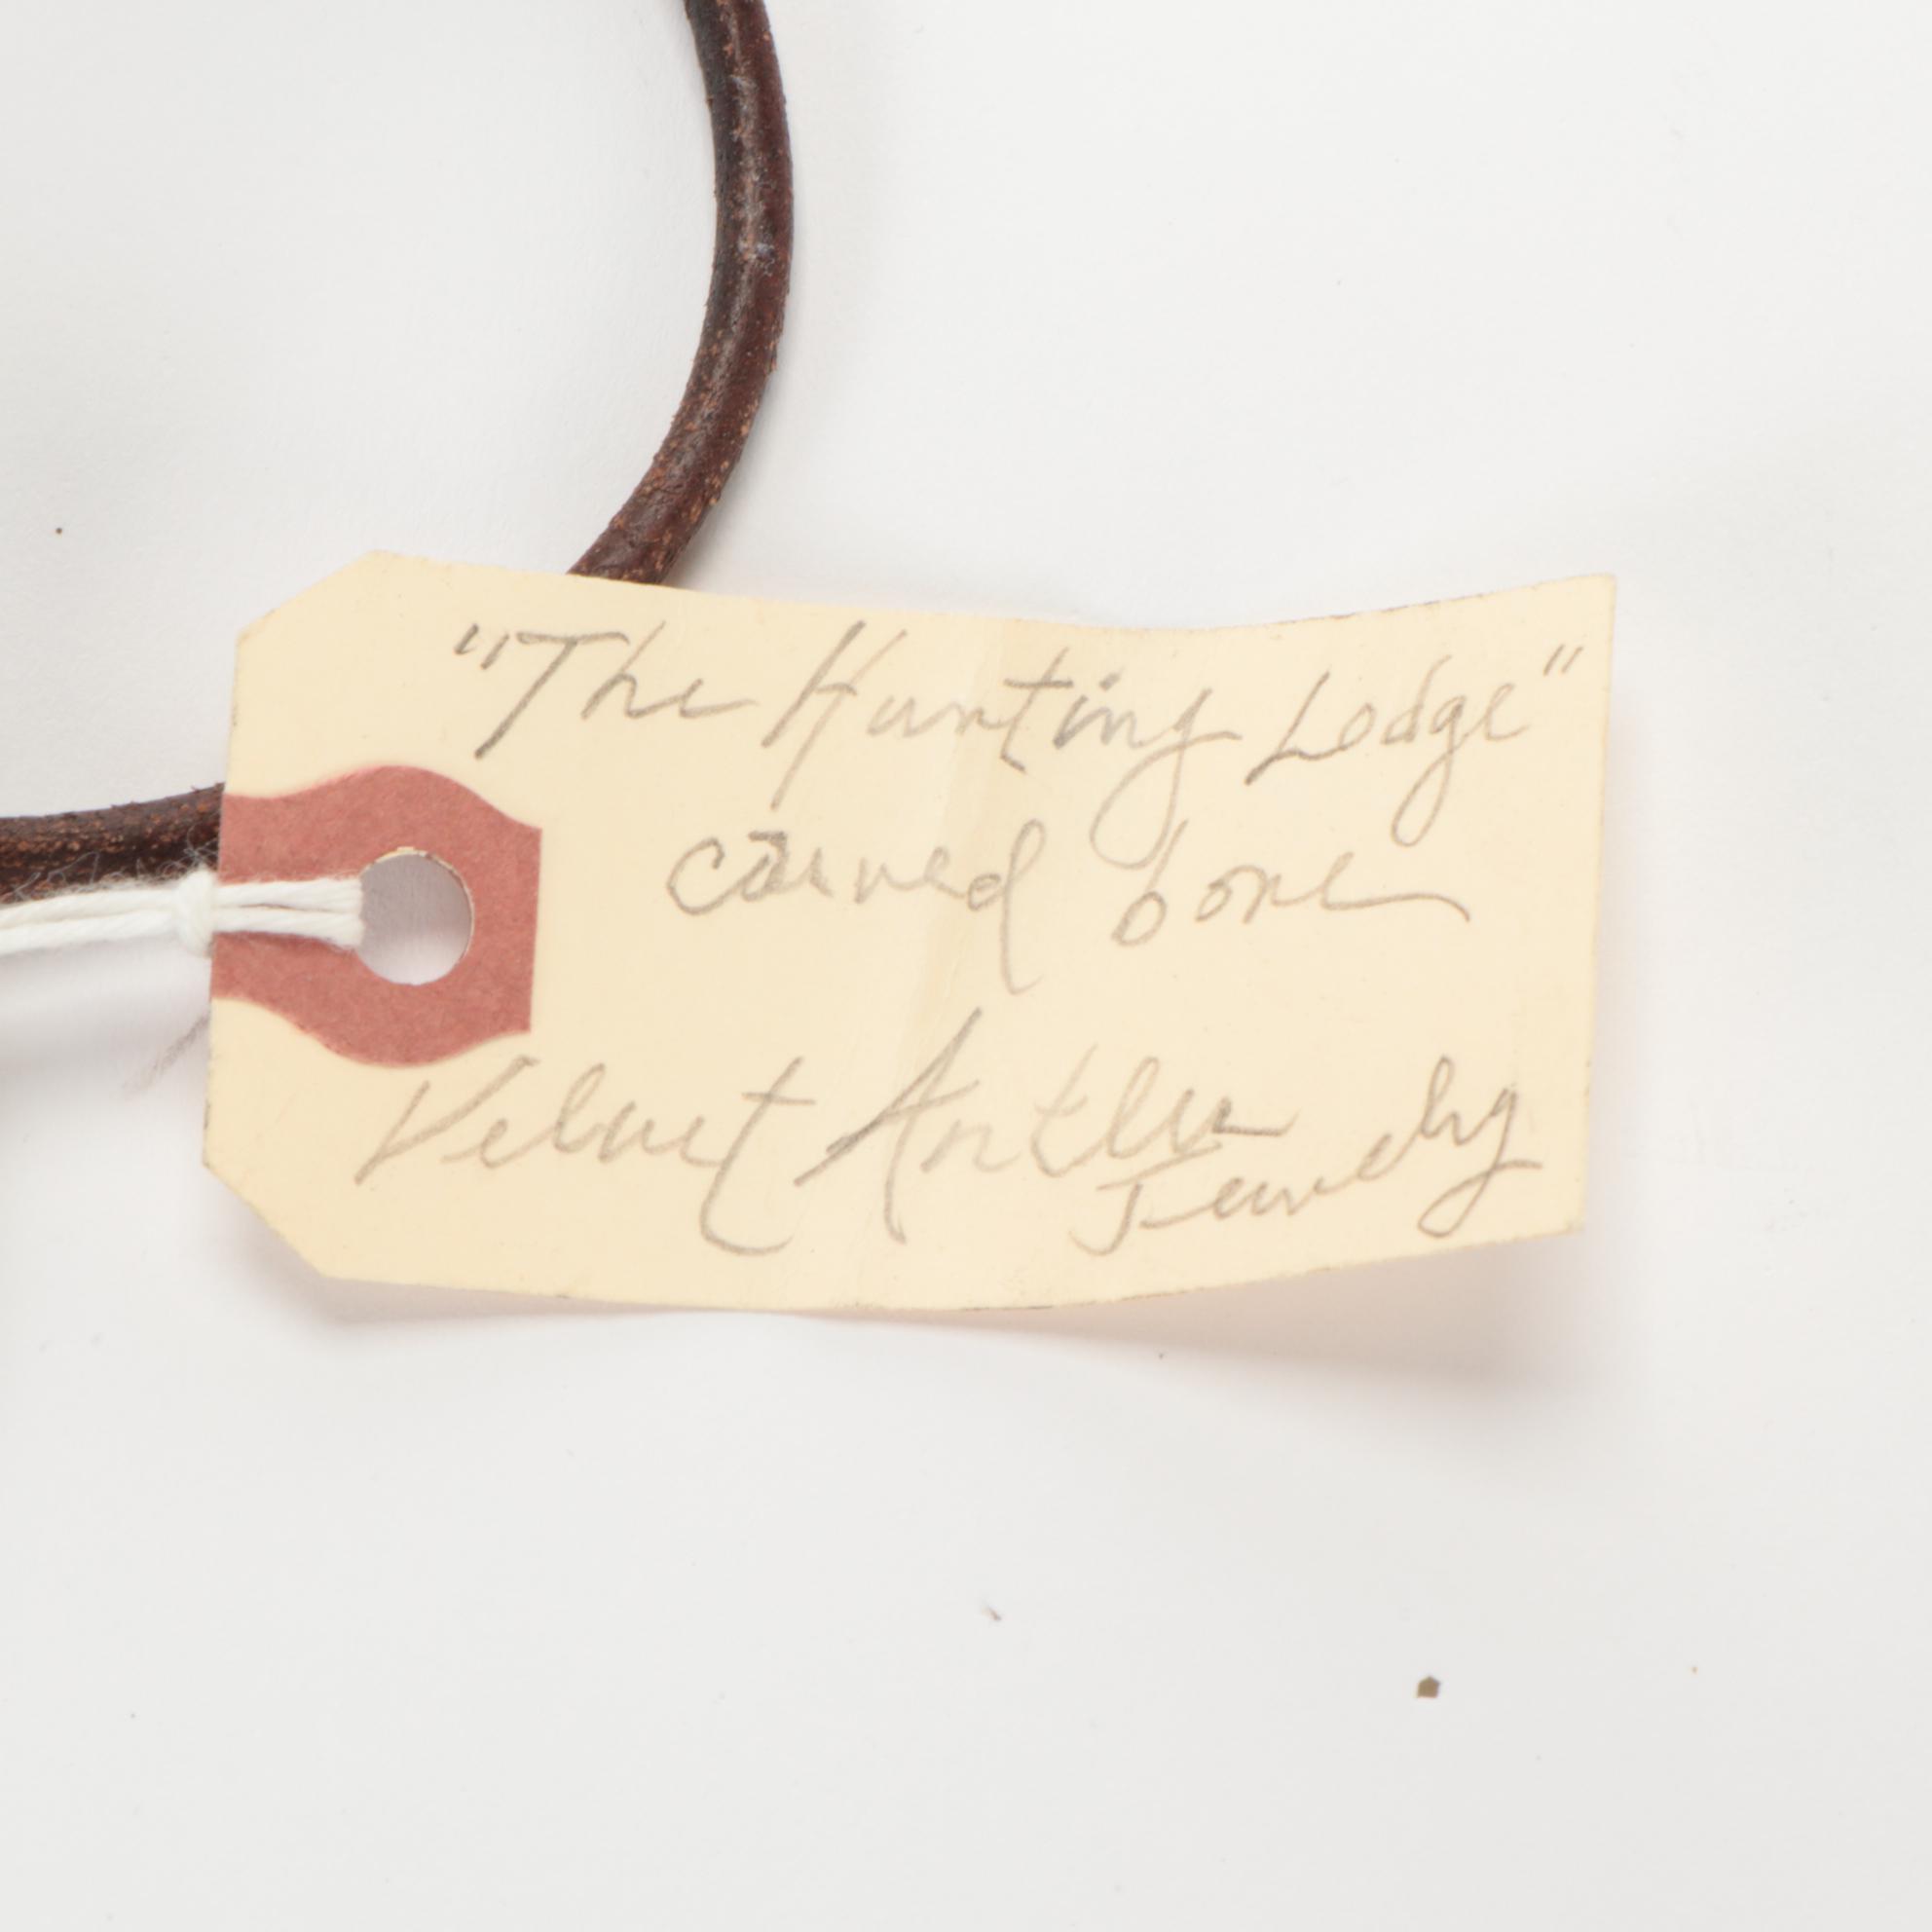 "The Hunting Lodge"
carved bone
Velvet Antler
Jewelry